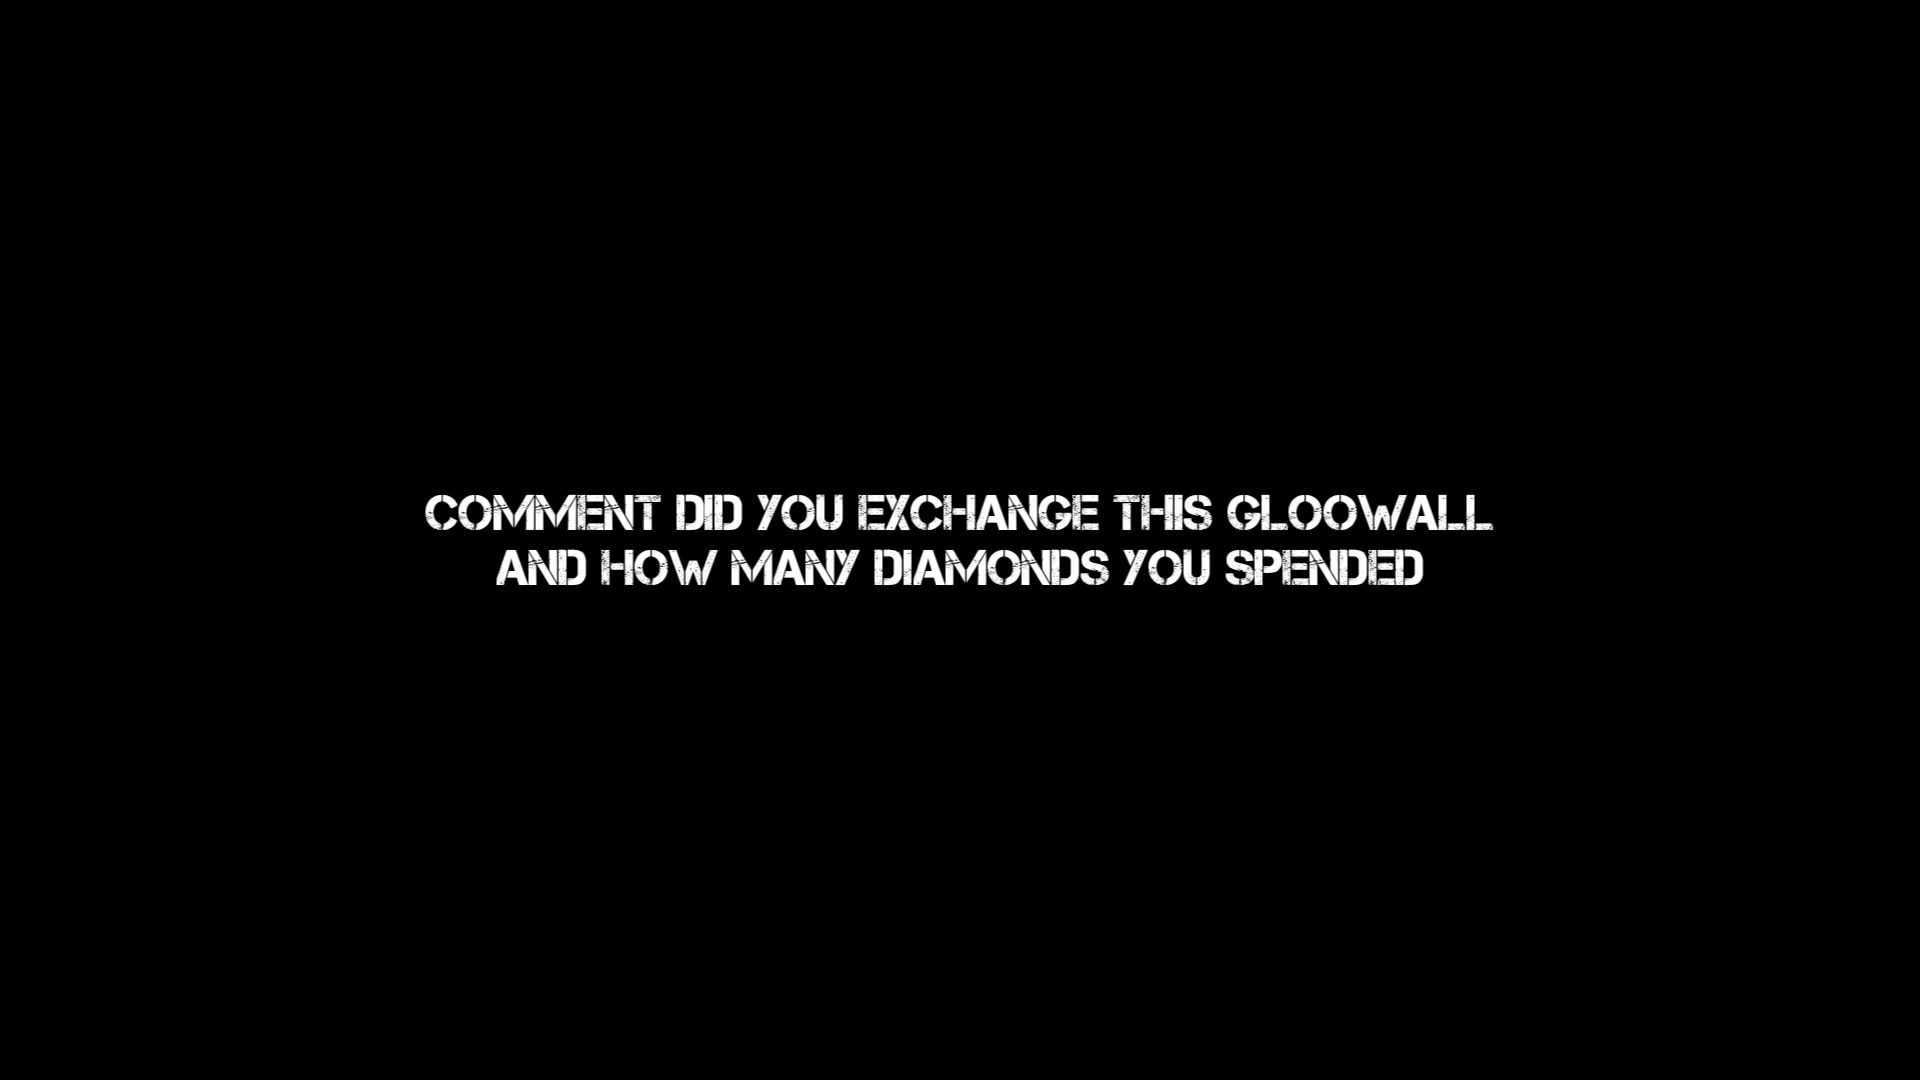 COMMENT DID YOU EXCHANGE THIS GLOOWALL
AND HOW MANY DIAMONDS YOU SPENDED